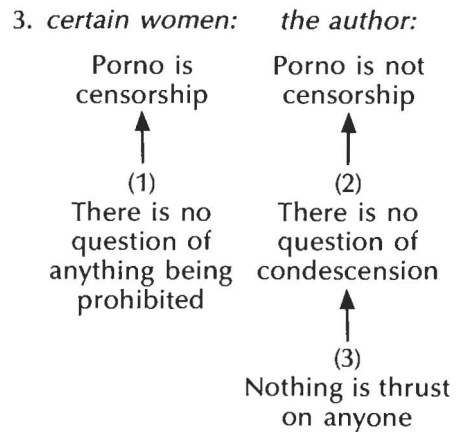 3. certain women: the author:
Porno is
censorship
Porno is not
censorship
(1)
There is no
question of
anything being
prohibited
(2)
There is no
question of
condescension
(3)
Nothing is thrust
on anyone